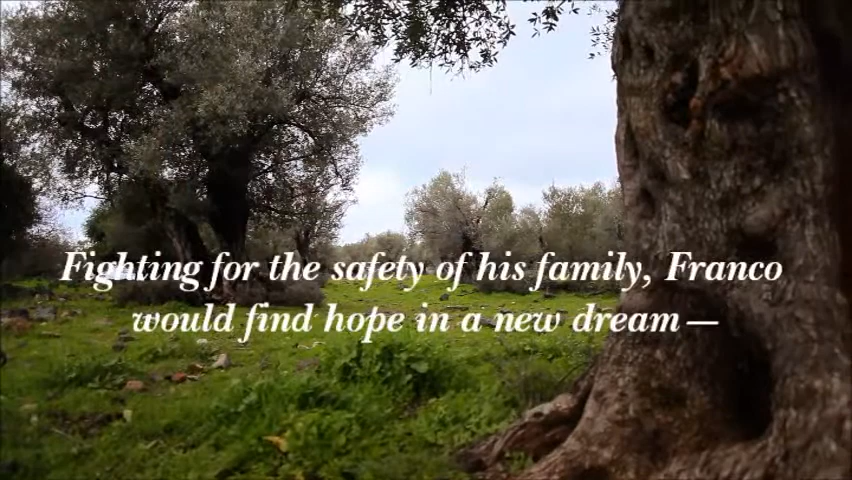 Fighting for the safety of his family, Franco
would find hope in a new dream —